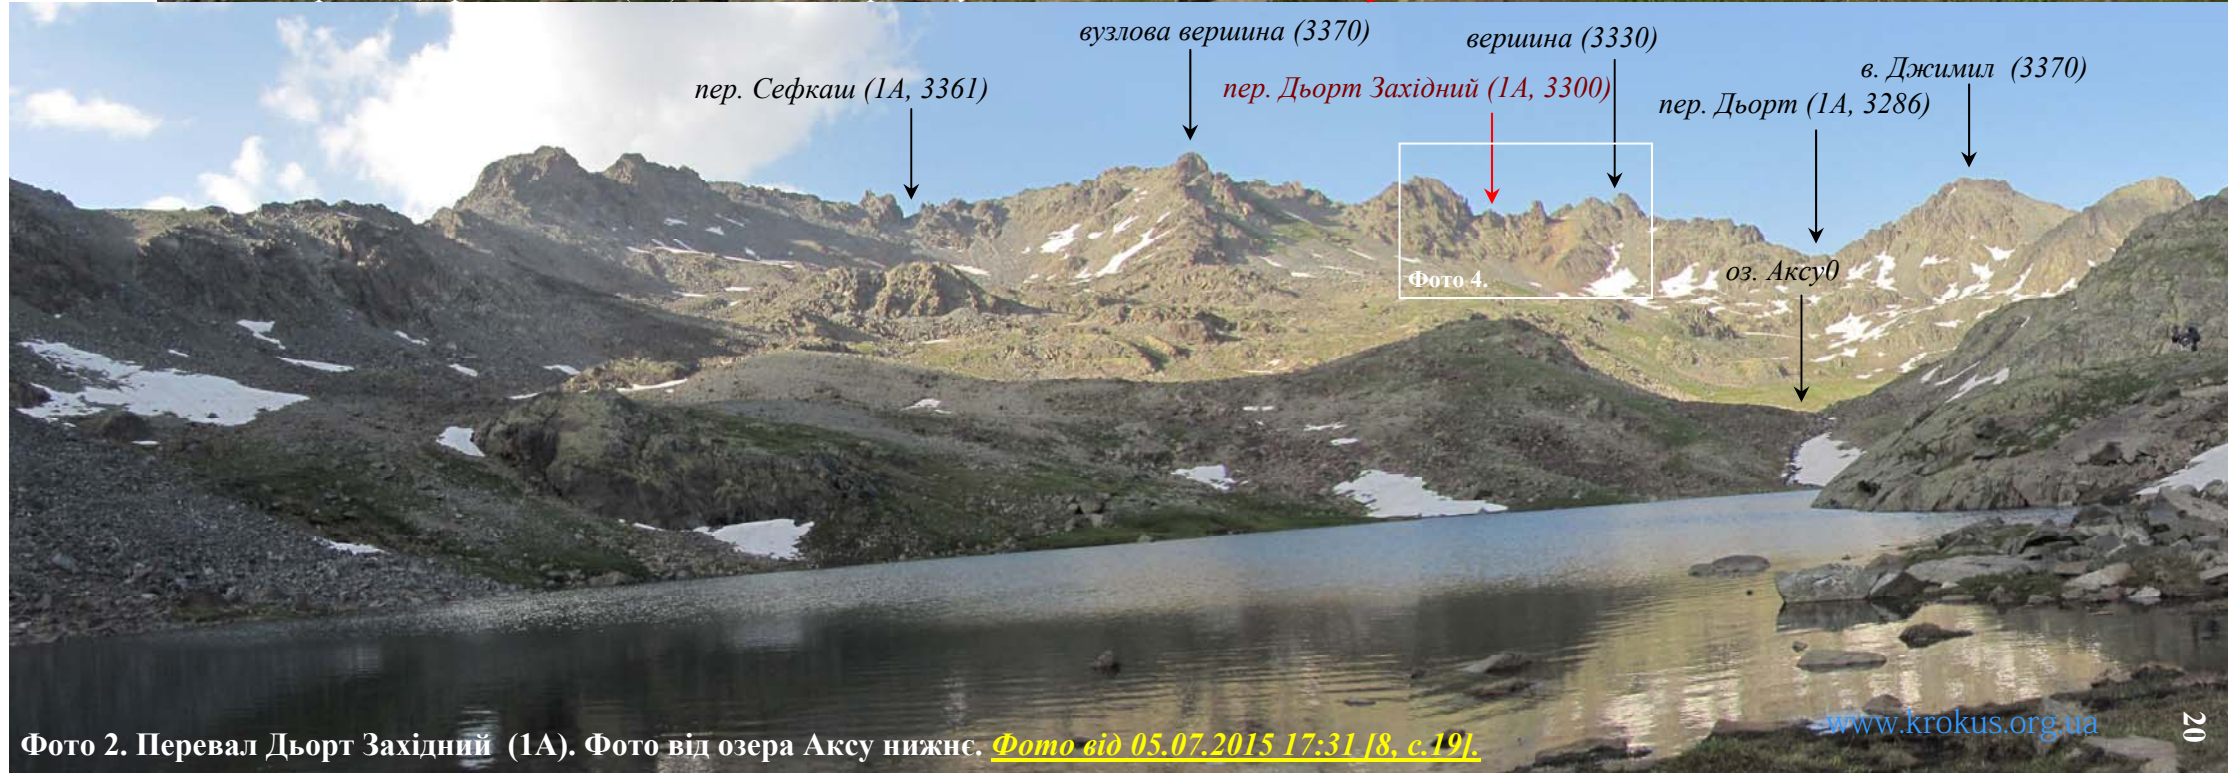 вузлова вершина (3370)
вершина (3330)
в. Джимил (3370)
пер. Сефкаш (1А, 3361)
пер. Дьорт Західний (1А, 3300)
пер. Дьорт (1А, 3286)
оз. Аксу0
Фото 4.
www.krokus.org.ua
20
Фото 2. Перевал Дьорт Західний (1А). Фото від озера Аксу нижнє. Фото від 05.07.2015 17:31 [8, с.19].